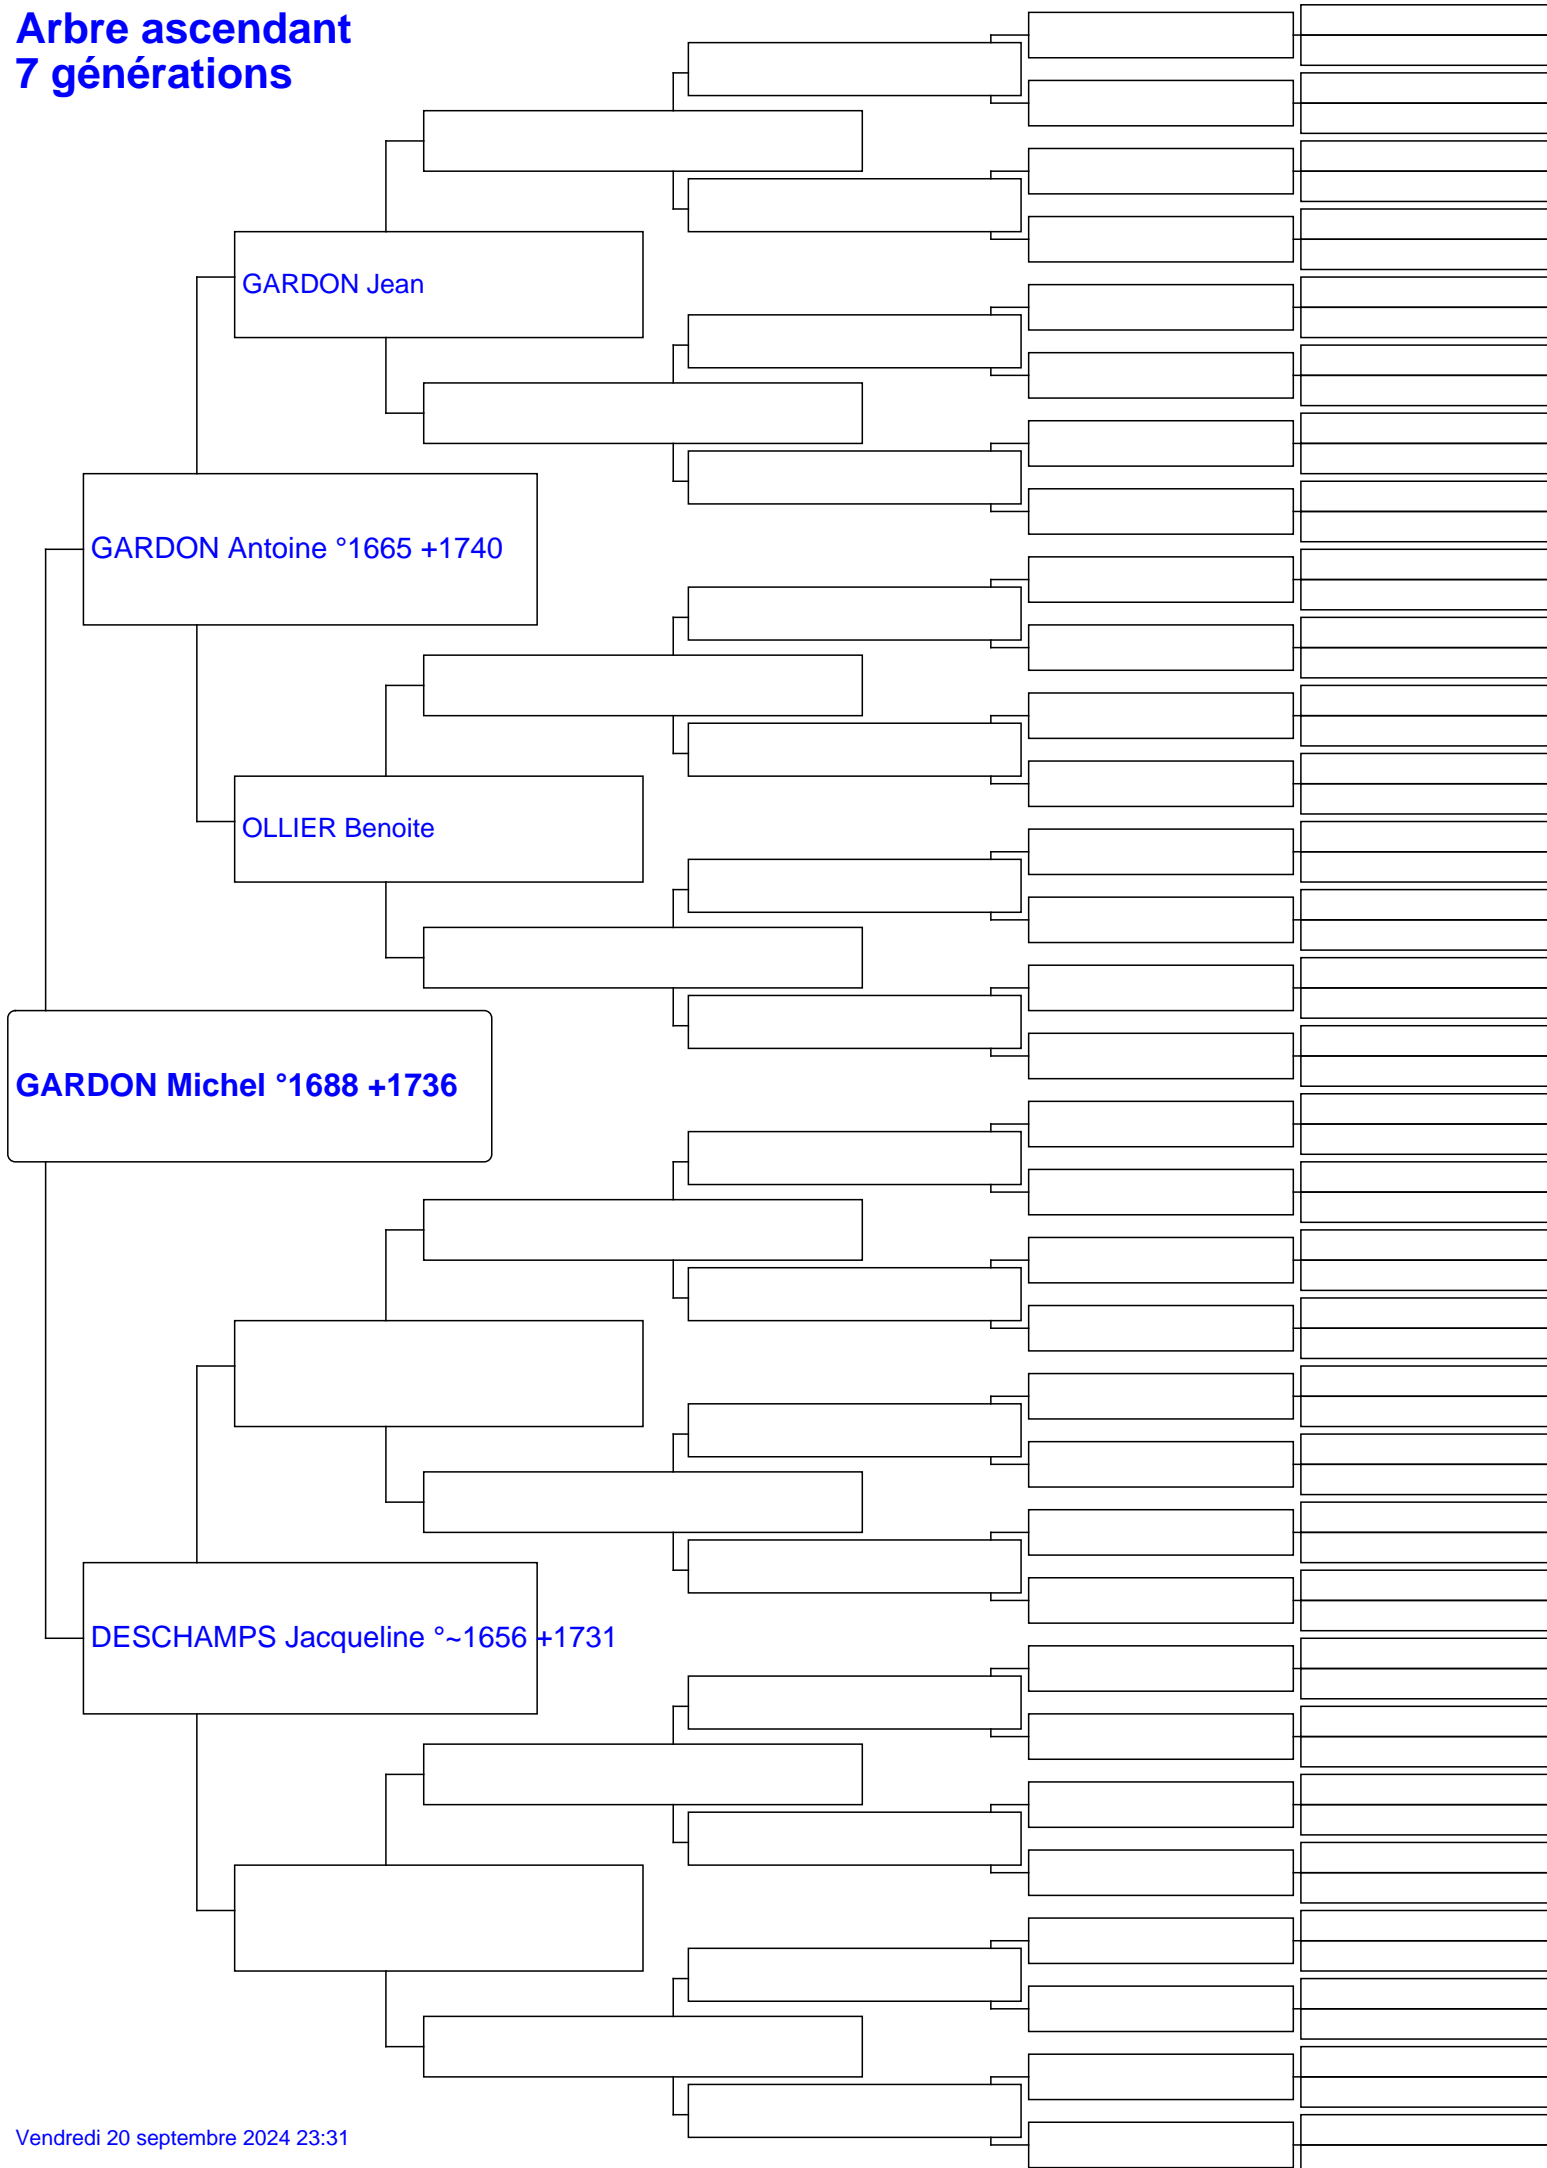 Arbre ascendant
7 générations
GARDON Jean
GARDON Antoine °1665 +1740
OLLIER Benoite
GARDON Michel °1688 +1736
DESCHAMPS Jacqueline °~1656 +1731
Vendredi 20 septembre 2024 23:31